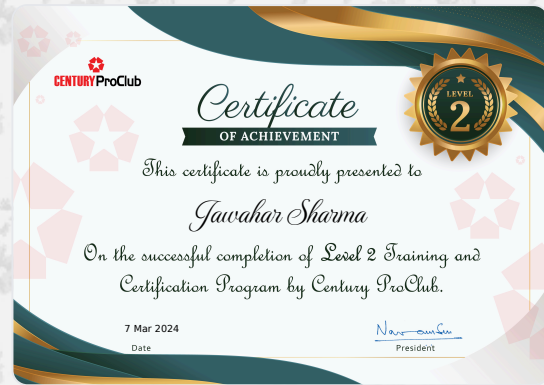 CENTURY ProClub
LEVEL
2
Certificate
OF ACHIEVEMENT
This certificate is proudly presented to
Jawahar Sharma
On the successful completion of Level 2 Training and
Certification Program by Century ProClub.
7 Mar 2024
Date
President